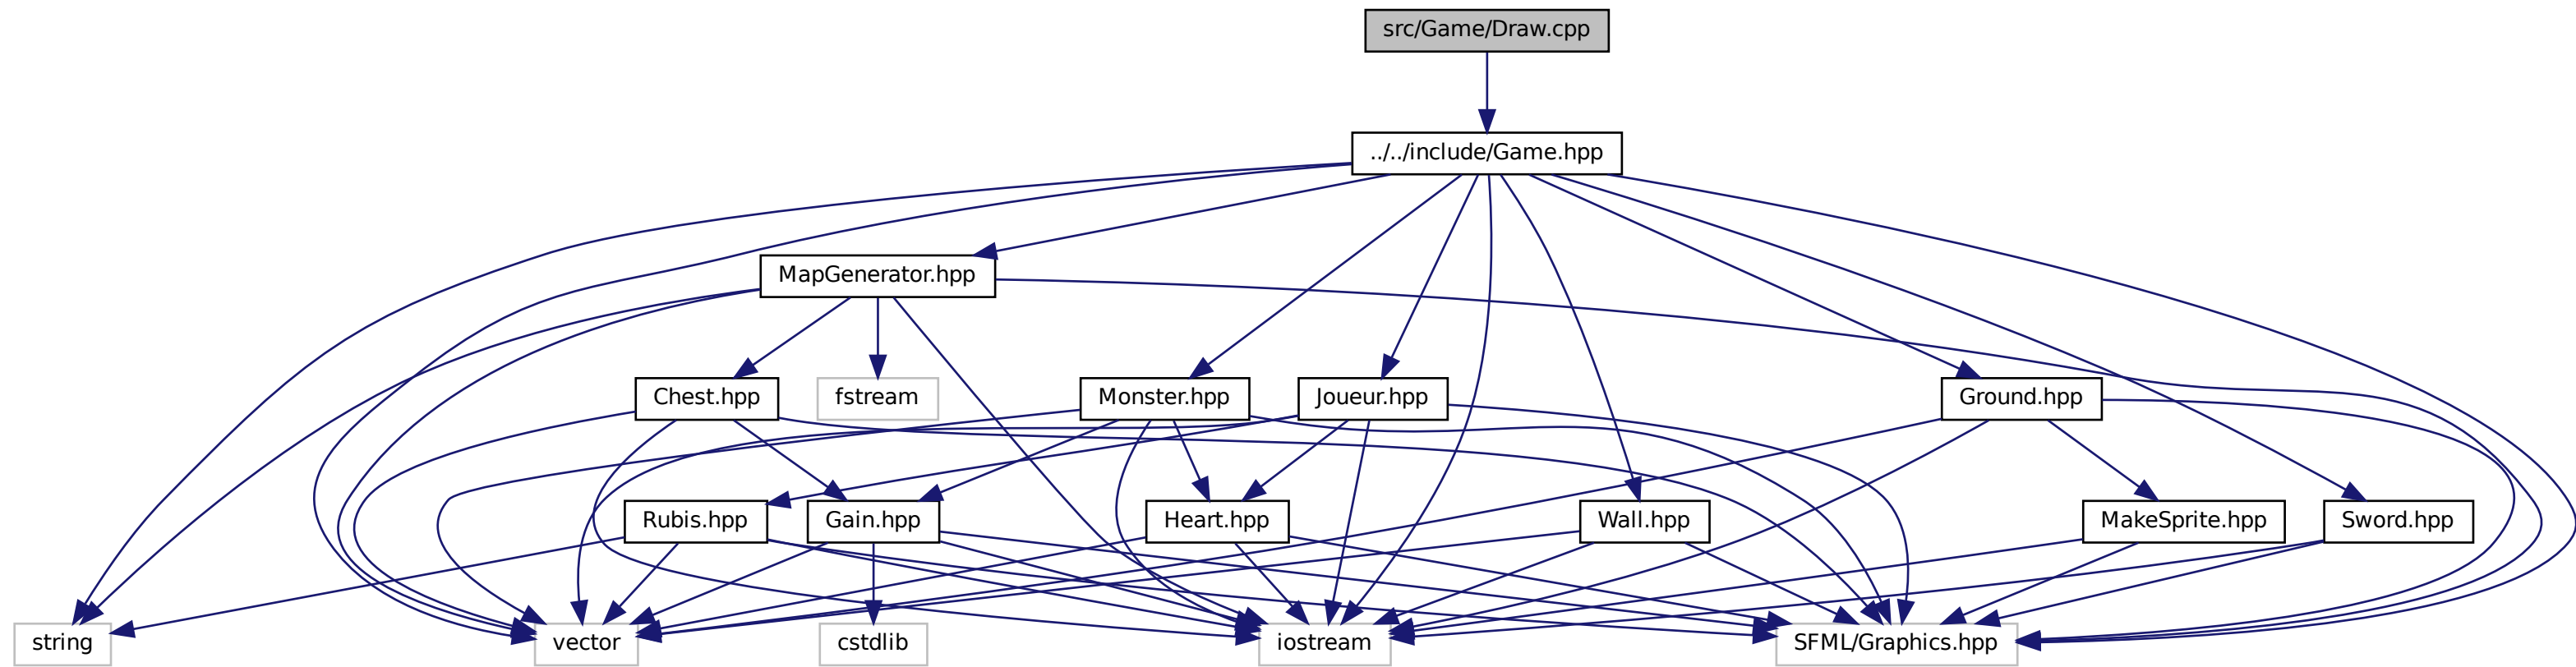 src/Game/Draw.cpp
../../include/Game.hpp
MapGenerator.hpp
Chest.hpp
fstream
Monster.hpp
Joueur.hpp
Ground.hpp
Rubis.hpp
Gain.hpp
Heart.hpp
Wall.hpp
MakeSprite.hpp
Sword.hpp
string
vector
cstdlib
iostream
SFML/Graphics.hpp